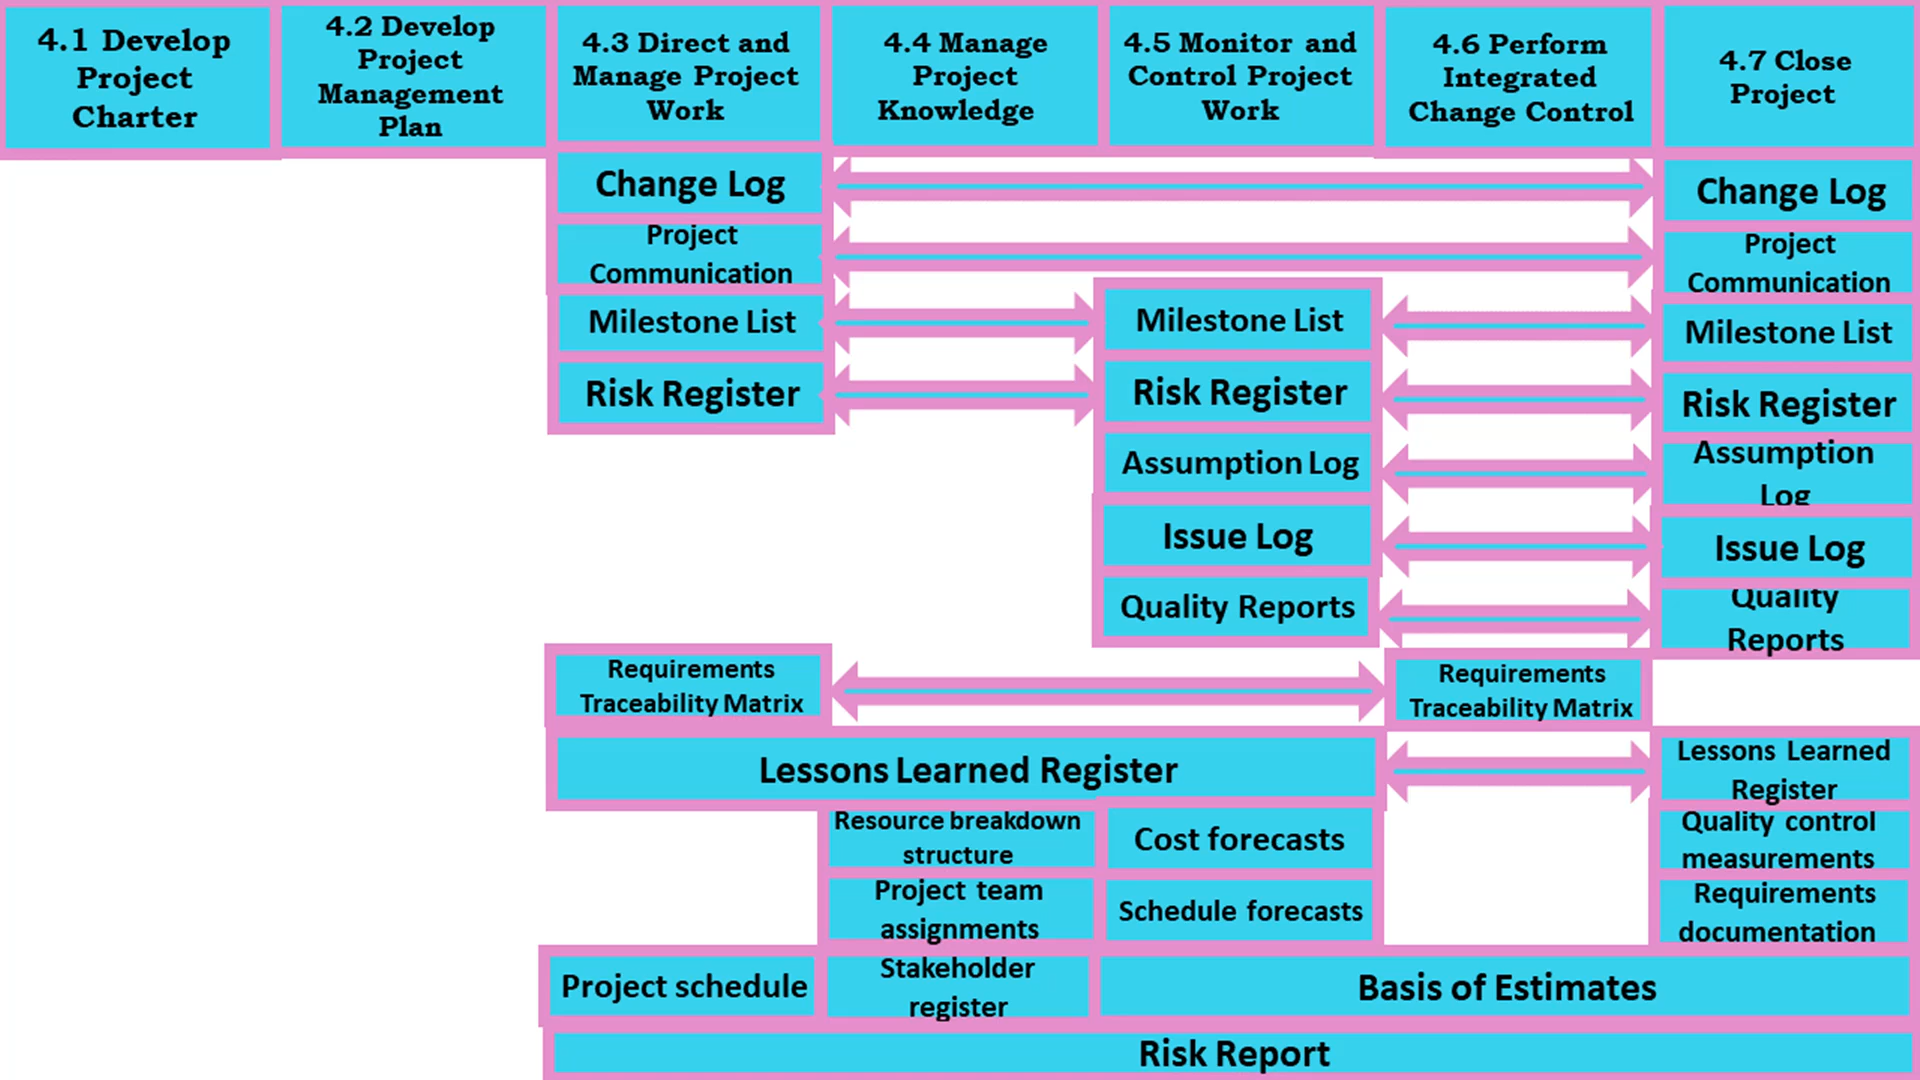 4.1 Develop
Project
Charter
4.2 Develop
Project
Management
Plan
4.3 Direct and
Manage Project
Work
4.4 Manage
Project
Knowledge
4.5 Monitor and
Control Project
Work
4.6 Perform
Integrated
Change Control
4.7 Close
Project
Change Log
Change Log
Project
Communication
Project
Communication
Milestone List
Milestone List
Milestone List
Risk Register
Risk Register
Risk Register
Assumption Log
Assumption
Log
Issue Log
Issue Log
Quality Reports
Quality
Reports
Requirements
Traceability Matrix
Requirements
Traceability Matrix
Lessons Learned Register
Lessons Learned
Register
Resource breakdown
structure
Cost forecasts
Quality control
measurements
Project team
assignments
Schedule forecasts
Requirements
documentation
Project schedule
Stakeholder
register
Basis of Estimates
Risk Report